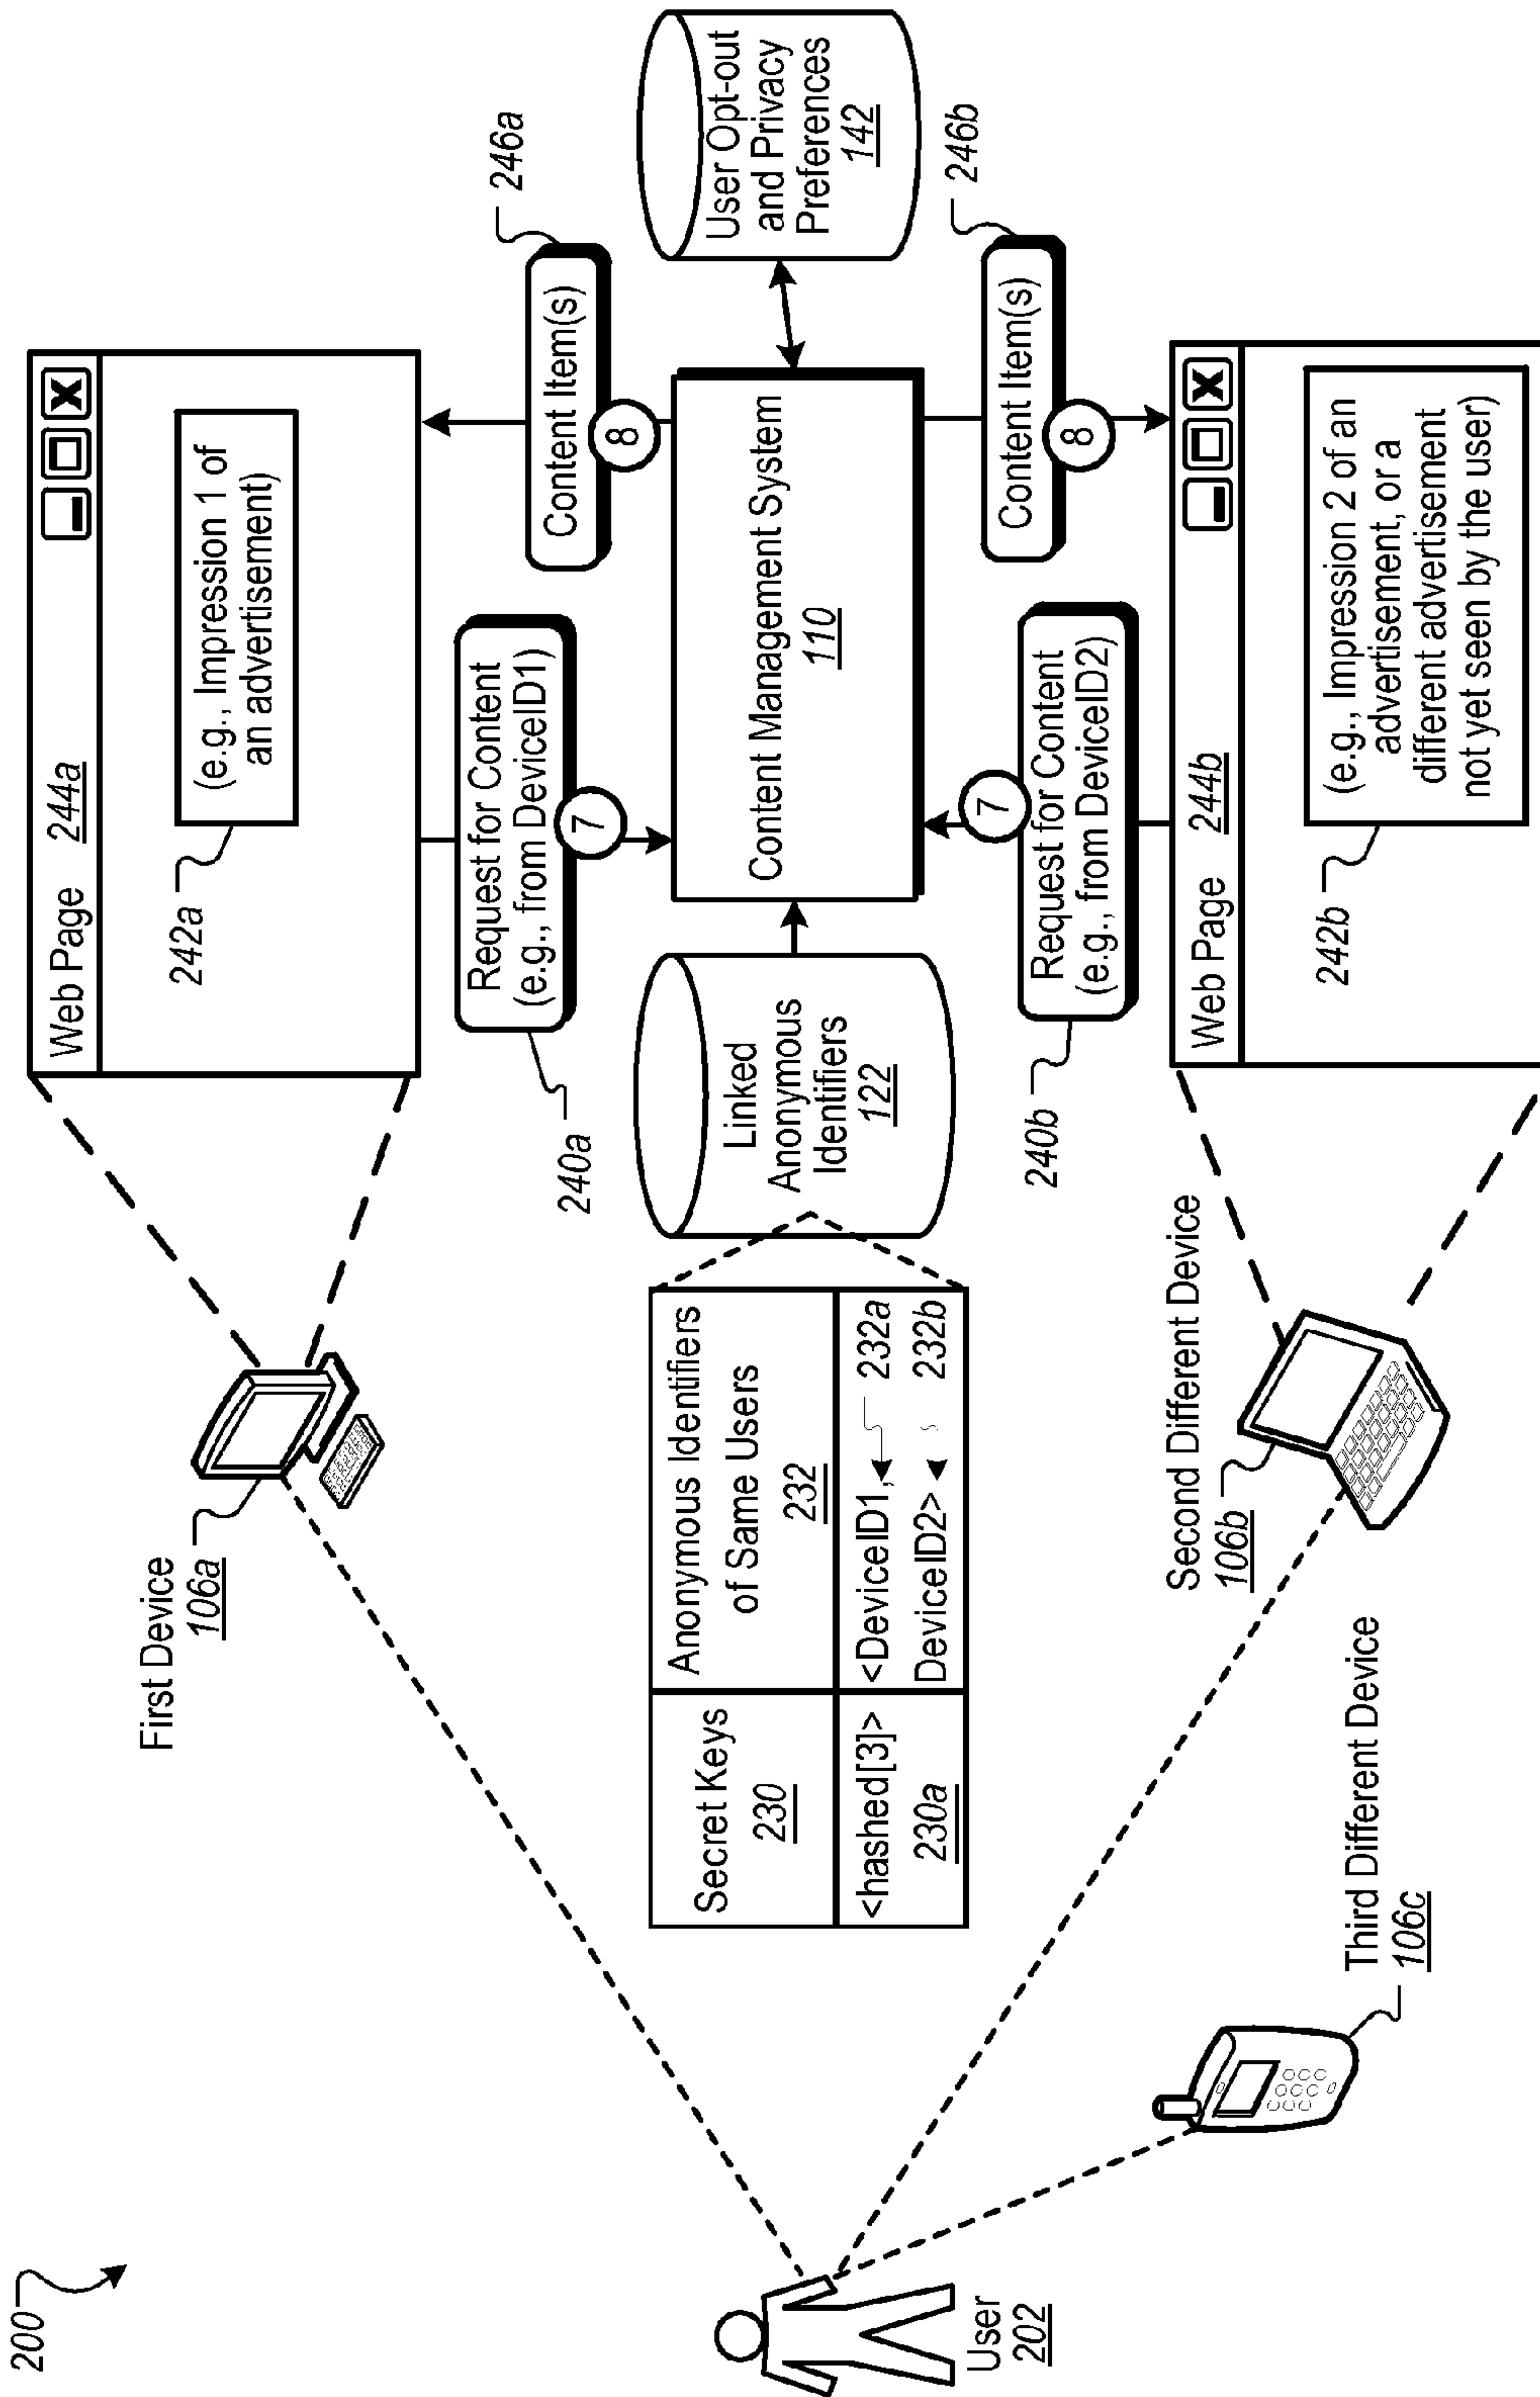 200
Web Page 244a
242a
(e.g., Impression 1 of
an advertisement)
First Device
106a
Request for Content
(e.g., from DeviceID1)
7
240a
Content Item(s)
8
246a
Secret Keys
230
Anonymous Identifiers
of Same Users
232
<hashed[3]>
230a
<DeviceID1,
232a
DeviceID2>
232b
Linked
Anonymous
Identifiers
122
Content Management System
110
User Opt-out
and Privacy
Preferences
142
User
202
Third Different Device
106c
Second Different Device
106b
240b
Request for Content
(e.g., from DeviceID2)
7
Content Item(s)
8
246b
Web Page 244b
242b
(e.g., Impression 2 of an
advertisement, or a
different advertisement
not yet seen by the user)